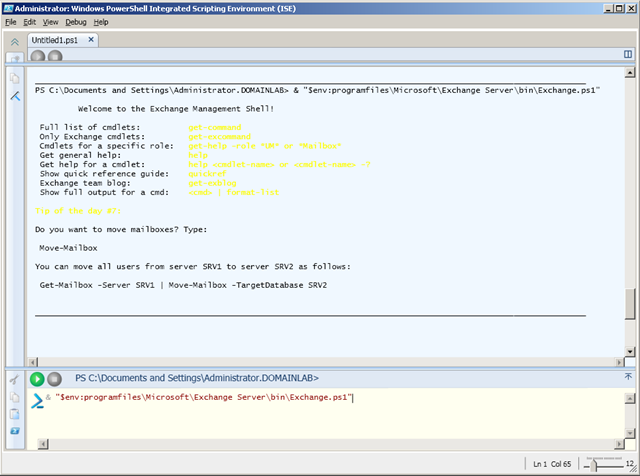 Administrator: Windows PowerShell Integrated Scripting Environment (ISE)
File Edit View Debug Help
Untitled1.ps1
PS C:\Documents and Settings\Administrator.DOMAINLAB> & "$env:programfiles\Microsoft\Exchange Server\bin\Exchange.ps1"
Welcome to the Exchange Management Shell!
Full list of cmdlets: get-command
Only Exchange cmdlets: get-excommand
Cmdlets for a specific role: get-help -role *UM* or *Mailbox*
Get general help: help
Get help for a cmdlet: help <cmdlet-name> or <cmdlet-name> -?
Show quick reference guide: quickref
Exchange team blog: get-exblog
Show full output for a cmd: <cmd> | format-list
Tip of the day #7:
Do you want to move mailboxes? Type:
Move-Mailbox
You can move all users from server SRV1 to server SRV2 as follows:
Get-Mailbox -Server SRV1 | Move-Mailbox -TargetDatabase SRV2
PS C:\Documents and Settings\Administrator.DOMAINLAB>
& "$env:programfiles\Microsoft\Exchange Server\bin\Exchange.ps1"
Ln 1 Col 65 12